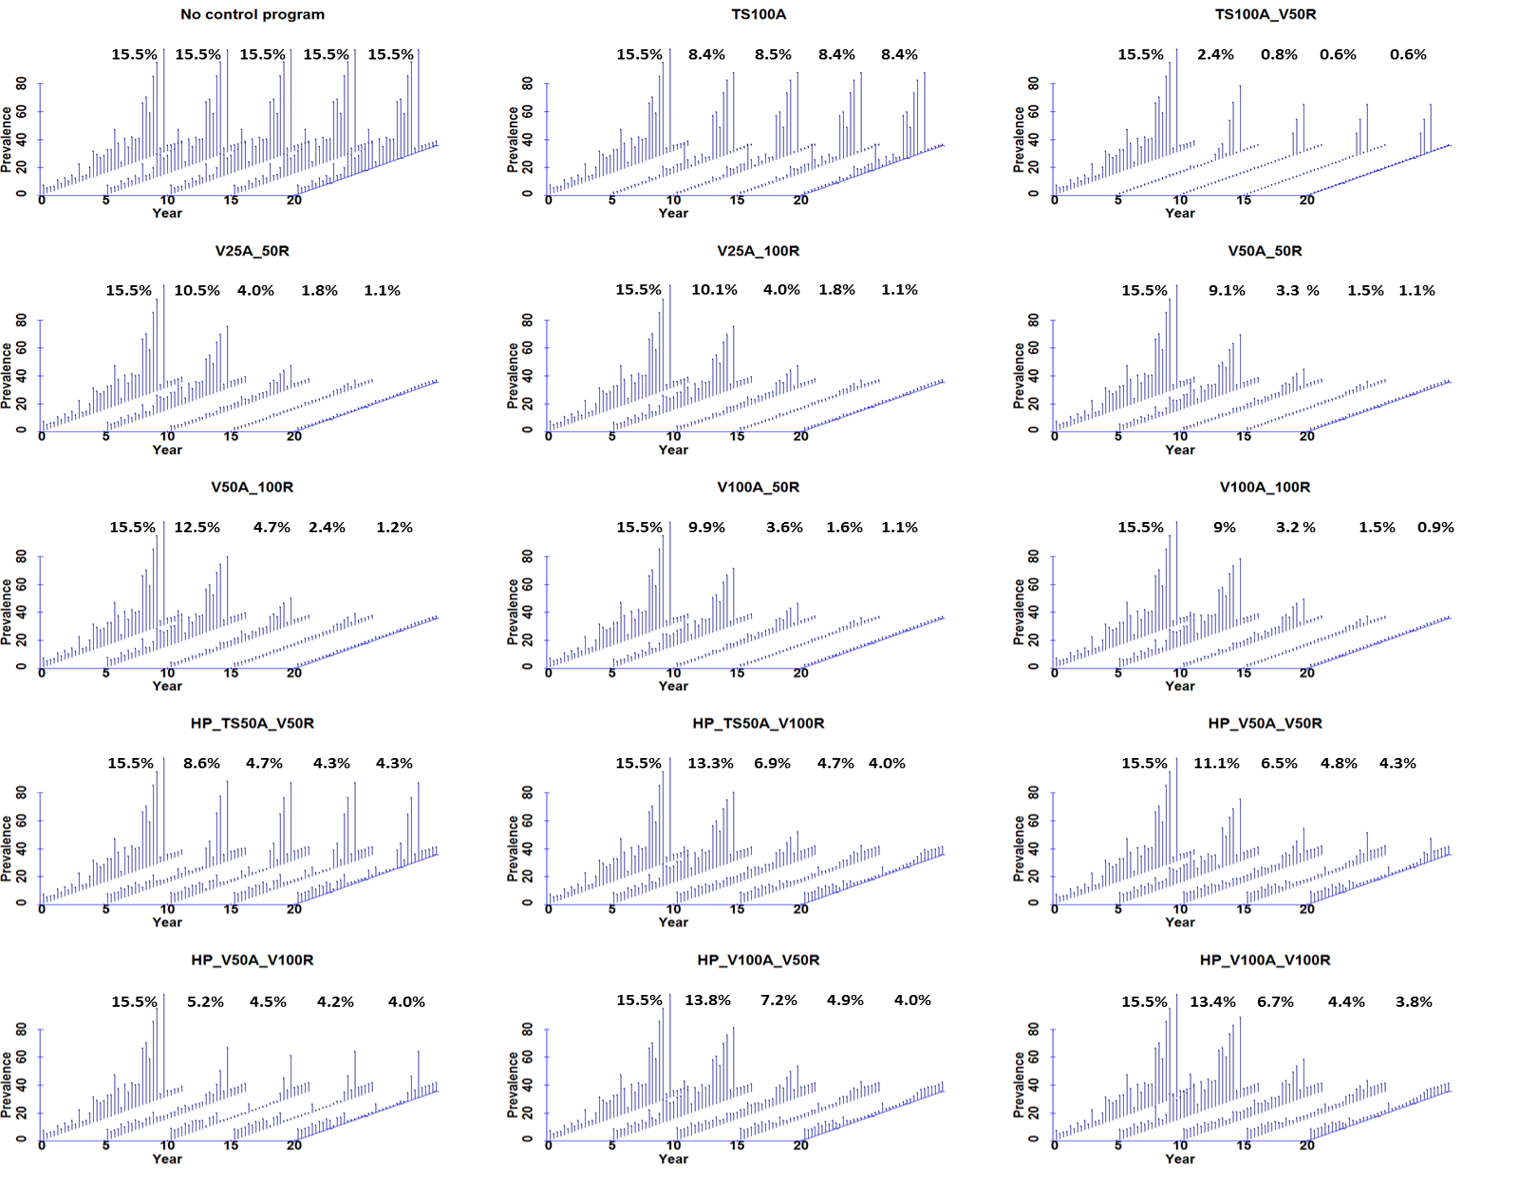 No control program TS100A TS100A_V50R
15.5% 15.5% 15.5% 15.5% 15.5% 15.5% 8.4% 8.5% 8.4% 8.4% 15.5% 2.4% 0.8% 0.6% 0.6%
Prevalence 0 20 40 60 80 Prevalence 0 20 40 60 80 Prevalence 0 20 40 60 80
0 5 10 15 20 0 5 10 15 20 0 5 10 15 20
Year Year Year
V25A_50R V25A_100R V50A_50R
15.5% 10.5% 4.0% 1.8% 1.1% 15.5% 10.1% 4.0% 1.8% 1.1% 15.5% 9.1% 3.3 % 1.5% 1.1%
Prevalence 0 20 40 60 80 Prevalence 0 20 40 60 80 Prevalence 0 20 40 60 80
0 5 10 15 20 0 5 10 15 20 0 5 10 15 20
Year Year Year
V50A_100R V100A_50R V100A_100R
15.5% 12.5% 4.7% 2.4% 1.2% 15.5% 9.9% 3.6% 1.6% 1.1% 15.5% 9% 3.2 % 1.5% 0.9%
Prevalence 0 20 40 60 80 Prevalence 0 20 40 60 80 Prevalence 0 20 40 60 80
0 5 10 15 20 0 5 10 15 20 0 5 10 15 20
Year Year Year
HP_TS50A_V50R HP_TS50A_V100R HP_V50A_V50R
15.5% 8.6% 4.7% 4.3% 4.3% 15.5% 13.3% 6.9% 4.7% 4.0% 15.5% 11.1% 6.5% 4.8% 4.3%
Prevalence 0 20 40 60 80 Prevalence 0 20 40 60 80 Prevalence 0 20 40 60 80
0 5 10 15 20 0 5 10 15 20 0 5 10 15 20
Year Year Year
HP_V50A_V100R HP_V100A_V50R HP_V100A_V100R
15.5% 5.2% 4.5% 4.2% 4.0% 15.5% 13.8% 7.2% 4.9% 4.0% 15.5% 13.4% 6.7% 4.4% 3.8%
Prevalence 0 20 40 60 80 Prevalence 0 20 40 60 80 Prevalence 0 20 40 60 80
0 5 10 15 20 0 5 10 15 20 0 5 10 15 20
Year Year Year